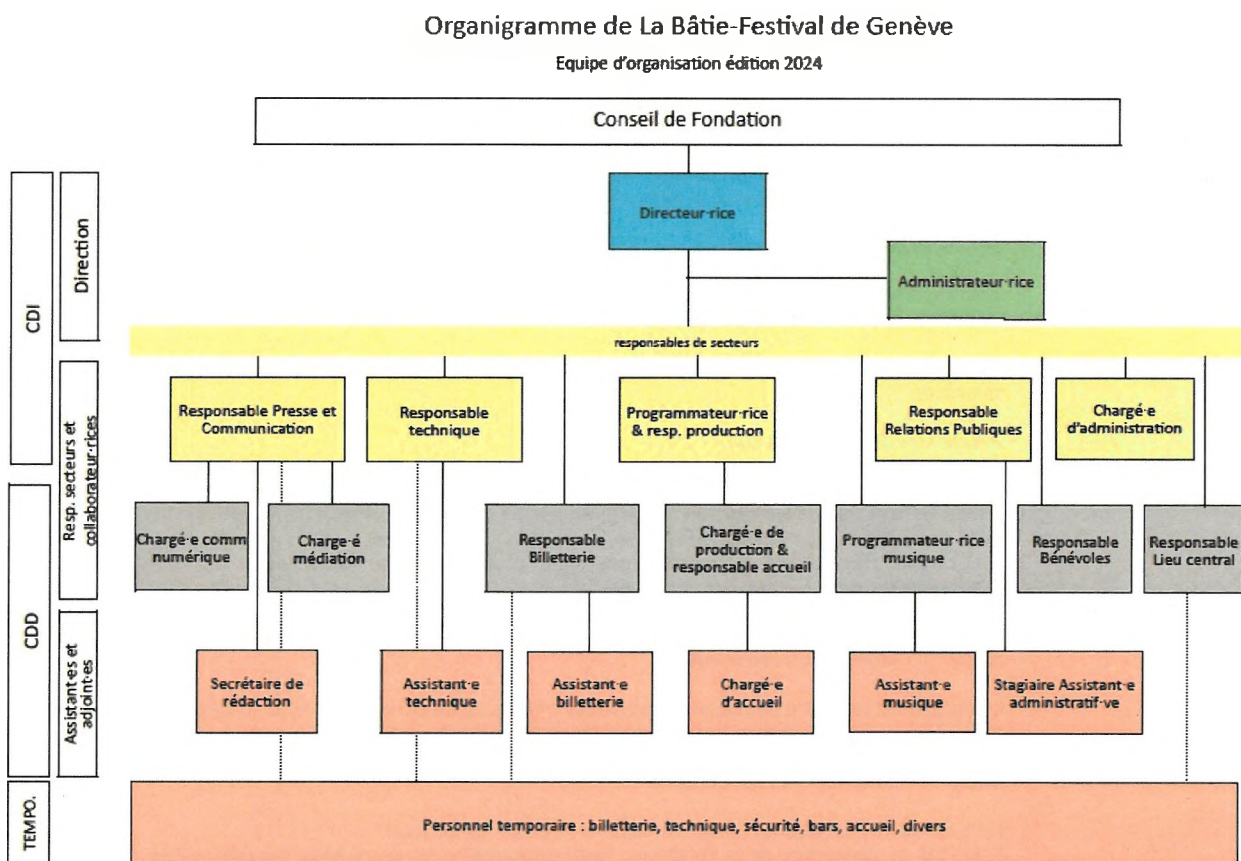 Organigramme de La Bâtie-Festival de Genève
Equipe d'organisation édition 2024
Conseil de Fondation
CDI
Direction
Directeur·rice
Administrateur·rice
responsables de secteurs
Resp. secteurs et
collaborateur·rices
Responsable Presse et
Communication
Responsable
technique
Programmateur·rice
& resp. production
Responsable
Relations Publiques
Chargé·e
d'administration
CDD
Chargé·e comm
numérique
Charge·é
médiation
Responsable
Billetterie
Chargé·e de
production &
responsable accueil
Programmateur·rice
musique
Responsable
Bénévoles
Responsable
Lieu central
Assistant·es et
adjoint·es
Secrétaire de
rédaction
Assistant·e
technique
Assistant·e
billetterie
Chargé·e
d'accueil
Assistant·e
musique
Stagiaire Assistant·e
administratif·ve
TEMPO.
Personnel temporaire : billetterie, technique, sécurité, bars, accueil, divers